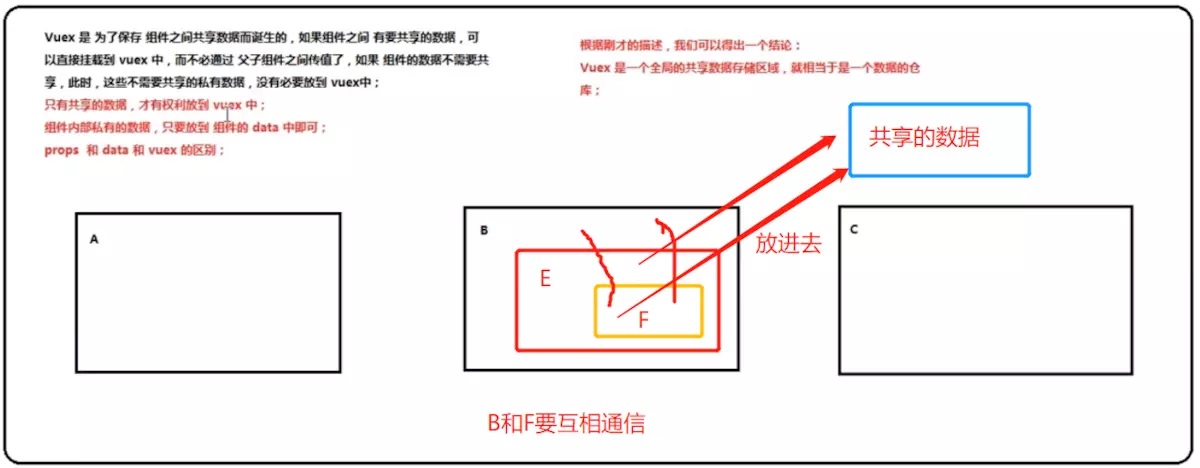 Vuex 是 为了保存 组件之间共享数据而诞生的，如果组件之间 有要共享的数据，可
以直接挂载到 vuex 中，而不必通过 父子组件之间传值了，如果 组件的数据不需要共
享，此时，这些不需要共享的私有数据，没有必要放到 vuex中；
只有共享的数据，才有权利放到 vuex 中；
组件内部私有的数据，只要放到 组件的 data 中即可；
props 和 data 和 vuex 的区别；
根据刚才的描述，我们可以得出一个结论：
Vuex 是一个全局的共享数据存储区域，就相当于是一个数据的仓
库；
共享的数据
A
B
C
放进去
E
F
B和F要互相通信